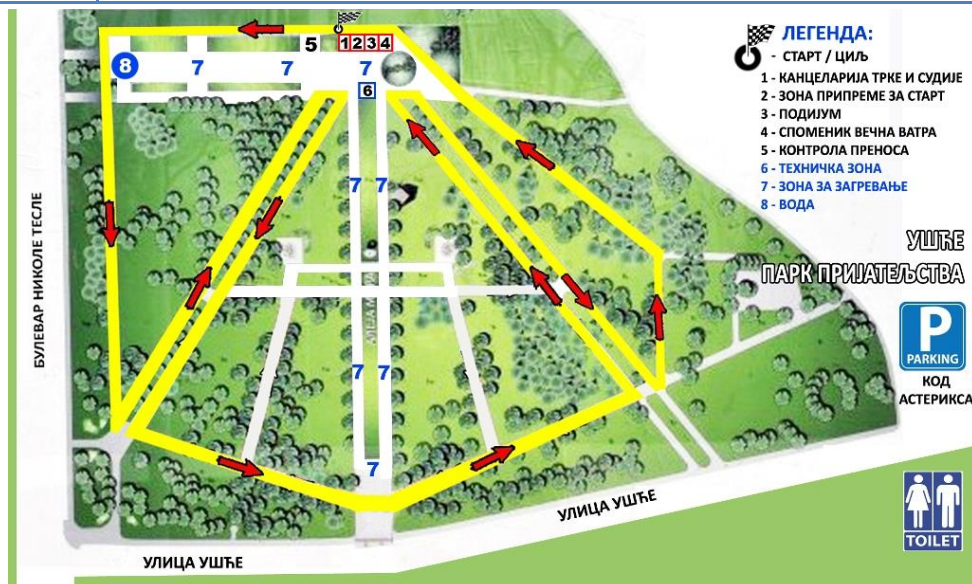 ЛЕГЕНДА:
- СТАРТ / ЦИЉ
1 - КАНЦЕЛАРИЈА ТРКЕ И СУДИЈЕ
2 - ЗОНА ПРИПРЕМЕ ЗА СТАРТ
3 - ПОДИЈУМ
4 - СПОМЕНИК ВЕЧНА ВАТРА
5 - КОНТРОЛА ПРЕНОСА
6 - ТЕХНИЧКА ЗОНА
7 - ЗОНА ЗА ЗАГРЕВАЊЕ
8 - ВОДА
5
1 2 3 4
8
7
7
7
6
7
7
7
7
7
БУЛЕВАР НИКОЛЕ ТЕСЛЕ
УШЋЕ
ПАРК ПРИЈАТЕЉСТВА
P
PARKING
КОД
АСТЕРИКСА
УЛИЦА УШЋЕ
УЛИЦА УШЋЕ
TOILET